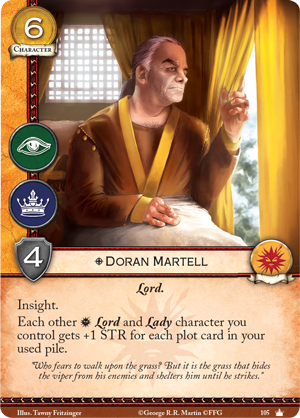 6
CHARACTER
4
DORAN MARTELL
Lord.
Insight.
Each other Lord and Lady character you
control gets +1 STR for each plot card in your
used pile.
"Who fears to walk upon the grass? But it is the grass that hides
the viper from his enemies and shelters him until he strikes."
Illus. Tawny Fritzinger
©George R.R. Martin ©FFG
105